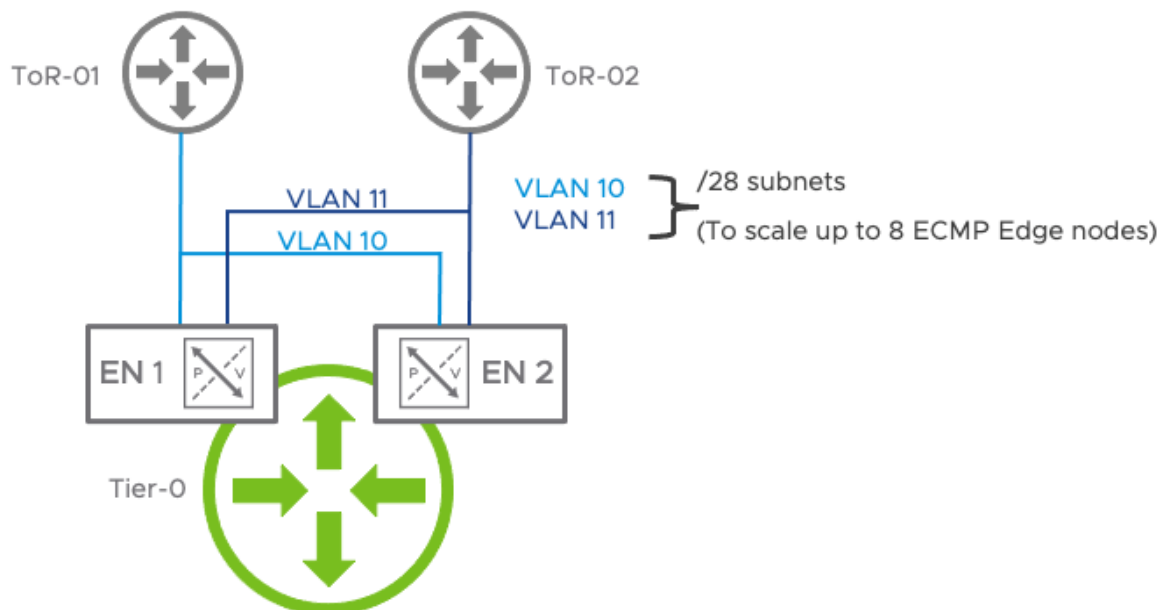 ToR-01
ToR-02
VLAN 11
VLAN 10
VLAN 10
VLAN 11
/28 subnets
(To scale up to 8 ECMP Edge nodes)
EN 1
P
V
P
V
EN 2
Tier-0